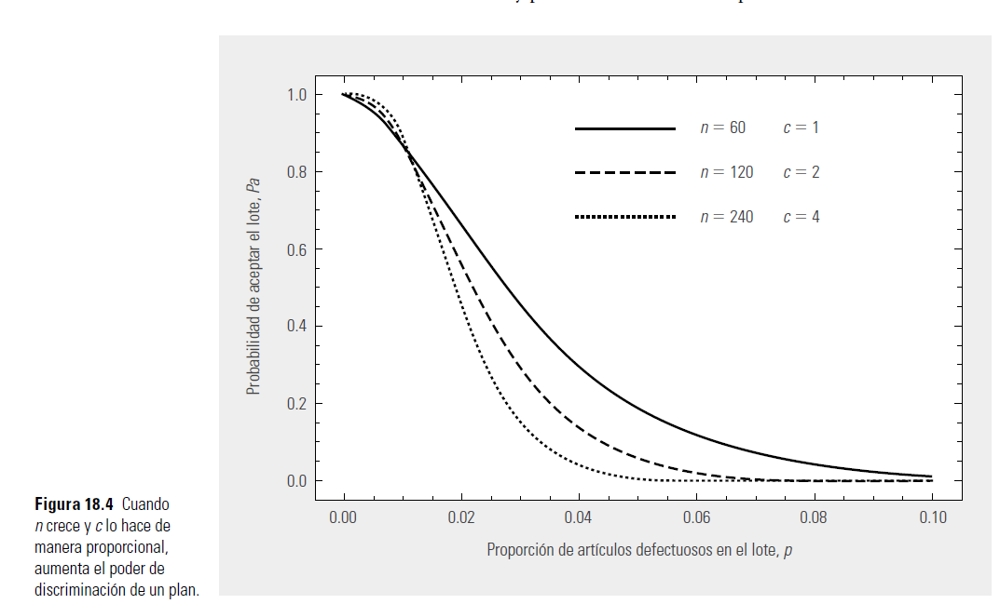 1.0
0.8
0.6
0.4
0.2
0.0
Probabilidad de aceptar el lote, Pa
n = 60 c = 1
n = 120 c = 2
n = 240 c = 4
0.00 0.02 0.04 0.06 0.08 0.10
Proporción de artículos defectuosos en el lote, p
Figura 18.4 Cuando
n crece y c lo hace de
manera proporcional,
aumenta el poder de
discriminación de un plan.